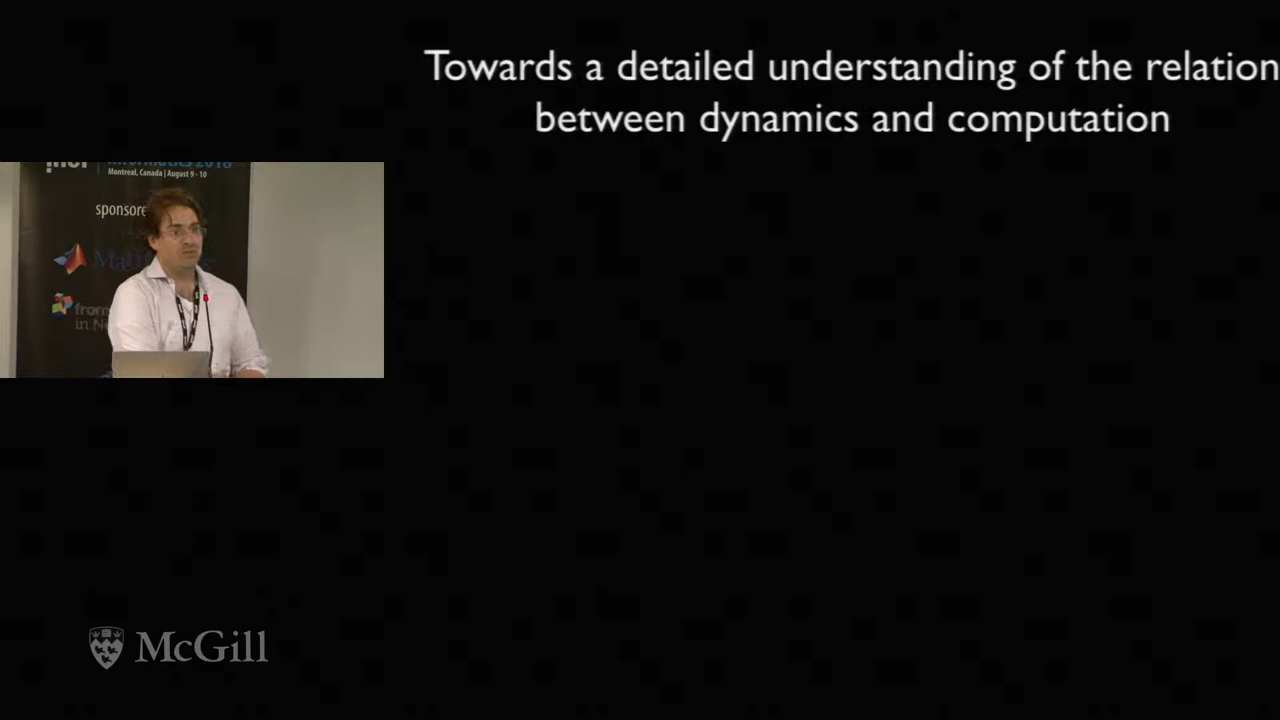 Towards a detailed understanding of the relation
between dynamics and computation
Montreal, Canada | August 9 - 10
McGill